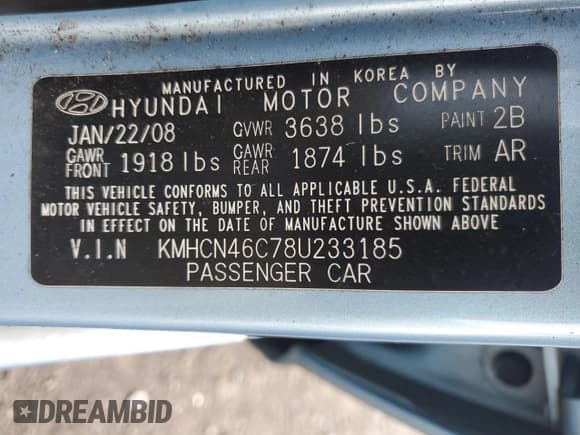 MANUFACTURED IN KOREA BY
HYUNDAI MOTOR COMPANY
JAN/22/08 GVWR 3638 lbs PAINT 2B
GAWR FRONT 1918 lbs GAWR REAR 1874 lbs TRIM AR
THIS VEHICLE CONFORMS TO ALL APPLICABLE U.S.A. FEDERAL
MOTOR VEHICLE SAFETY, BUMPER, AND THEFT PREVENTION STANDARDS
IN EFFECT ON THE DATE OF MANUFACTURE SHOWN ABOVE
V.I.N KMHCN46C78U233185
PASSENGER CAR
DREAMBID